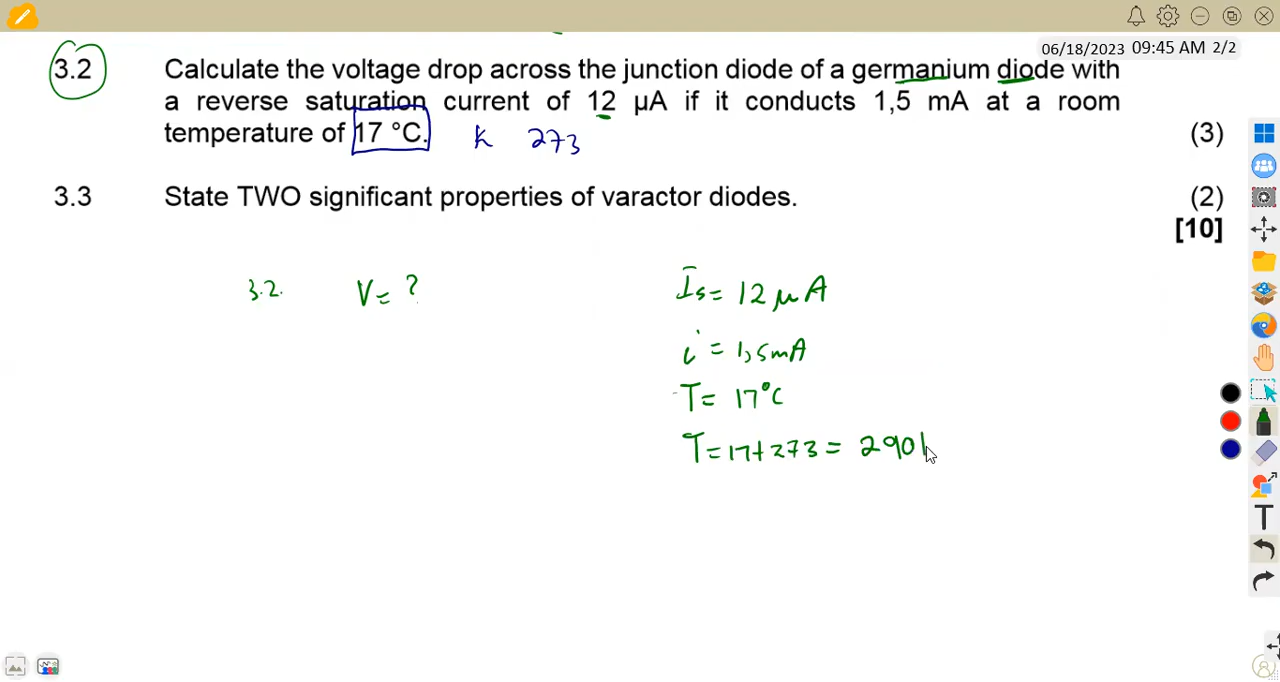 06/18/2023 09:45 AM 2/2
3.2 Calculate the voltage drop across the junction diode of a germanium diode with
a reverse saturation current of 12 µA if it conducts 1,5 mA at a room
temperature of 17 °C. k 273 (3)
3.3 State TWO significant properties of varactor diodes. (2)
[10]
3.2. V = ? Is = 12 µA
i = 1,5mA
T = 17°C
T = 17+273 = 290
T